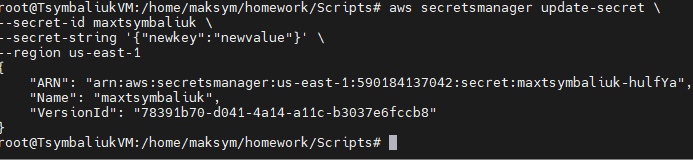 root@TsymbaliukVM:/home/maksym/homework/Scripts# aws secretsmanager update-secret \
--secret-id maxtsymbaliuk \
--secret-string '{"newkey":"newvalue"}' \
--region us-east-1
{
    "ARN": "arn:aws:secretsmanager:us-east-1:590184137042:secret:maxtsymbaliuk-hulfYa",
    "Name": "maxtsymbaliuk",
    "VersionId": "78391b70-d041-4a14-a11c-b3037e6fccb8"
}
root@TsymbaliukVM:/home/maksym/homework/Scripts#